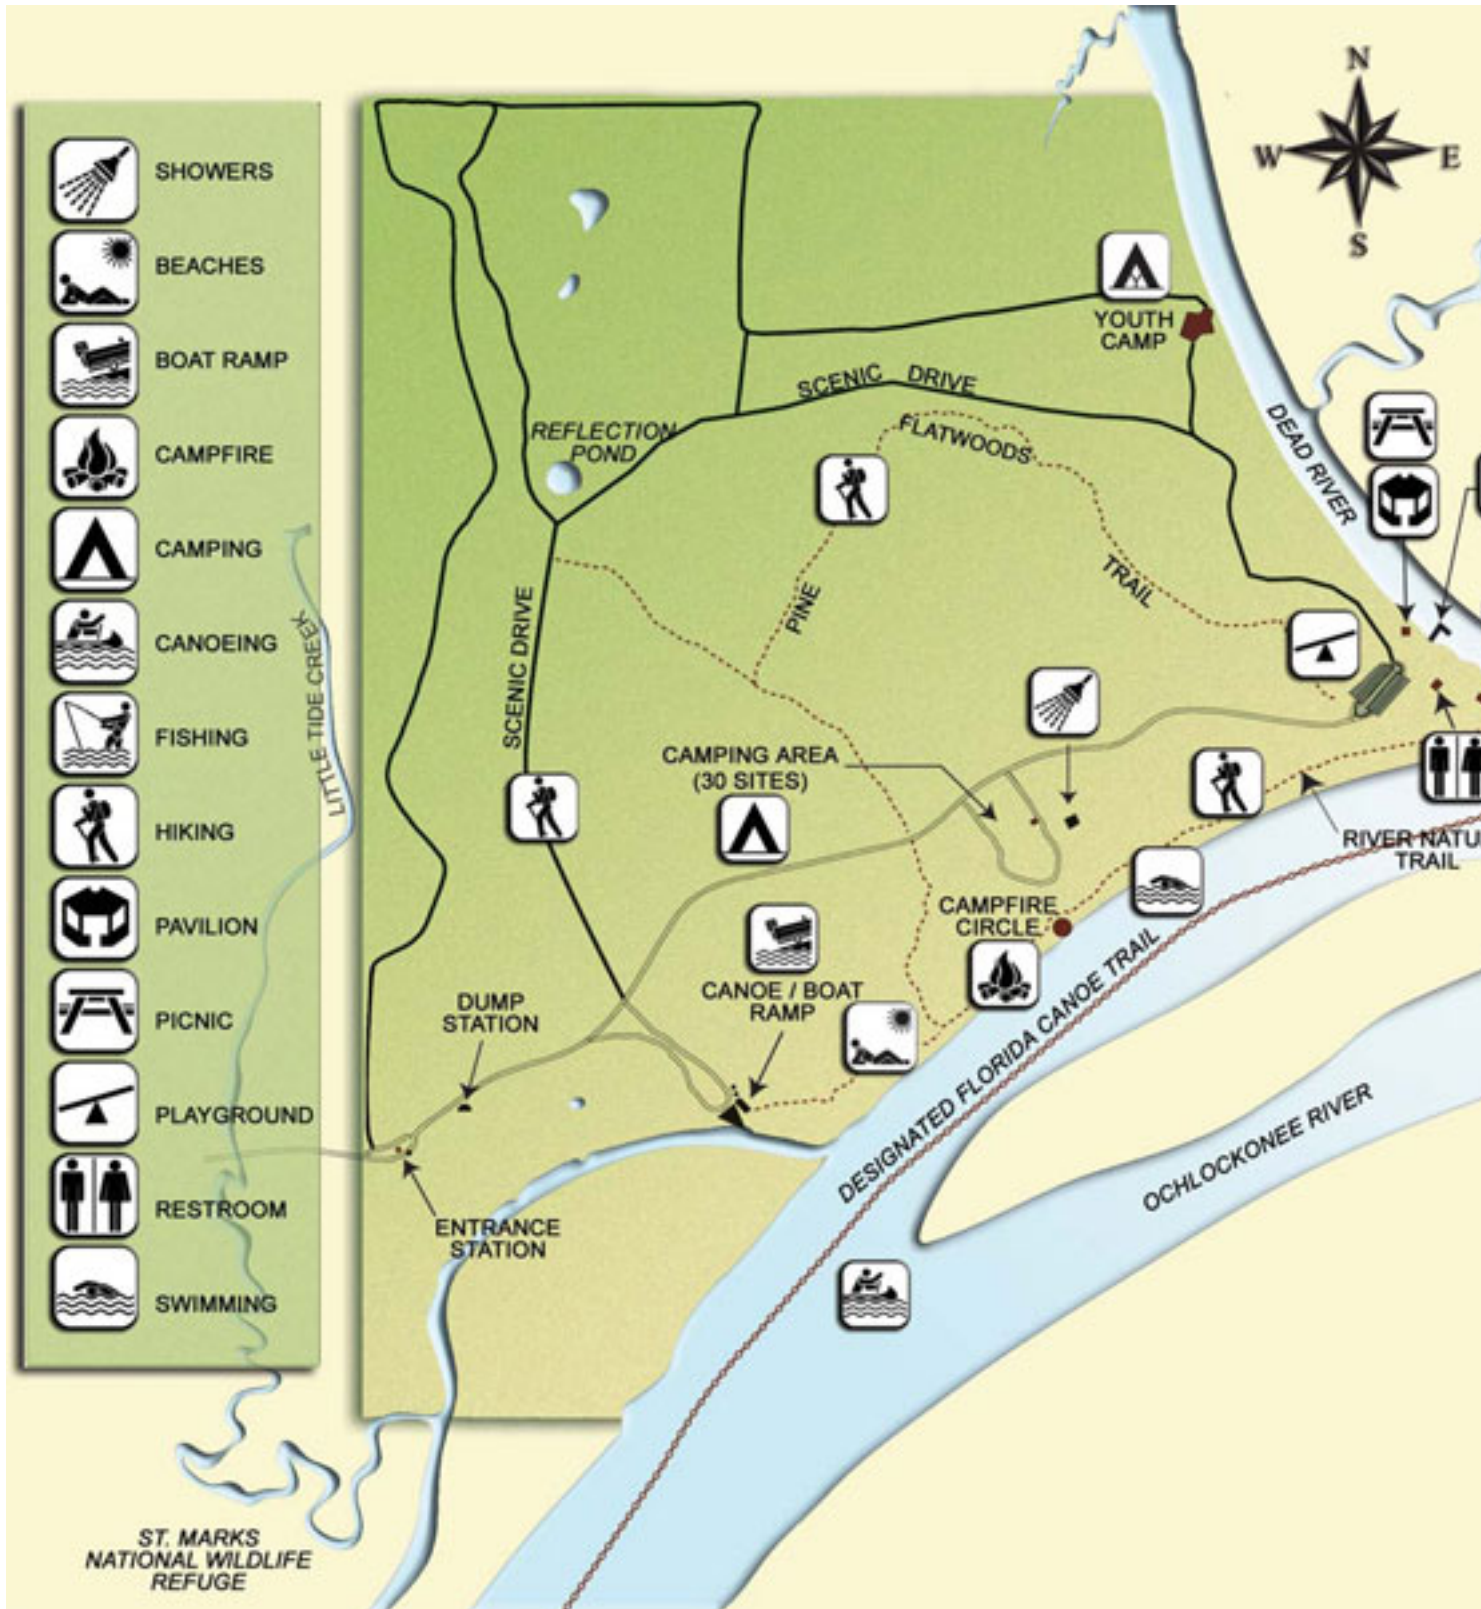 SHOWERS
BEACHES
BOAT RAMP
CAMPFIRE
CAMPING
CANOEING
FISHING
HIKING
PAVILION
PICNIC
PLAYGROUND
RESTROOM
SWIMMING
LITTLE TIDE CREEK
ST. MARKS
NATIONAL WILDLIFE
REFUGE
N
W
E
S
YOUTH
CAMP
SCENIC DRIVE
REFLECTION
POND
FLATWOODS
DEAD RIVER
PINE
TRAIL
SCENIC DRIVE
CAMPING AREA
(30 SITES)
RIVER NATU
TRAIL
CAMPFIRE
CIRCLE
DUMP
STATION
CANOE / BOAT
RAMP
DESIGNATED FLORIDA CANOE TRAIL
OCHLOCKONEE RIVER
ENTRANCE
STATION